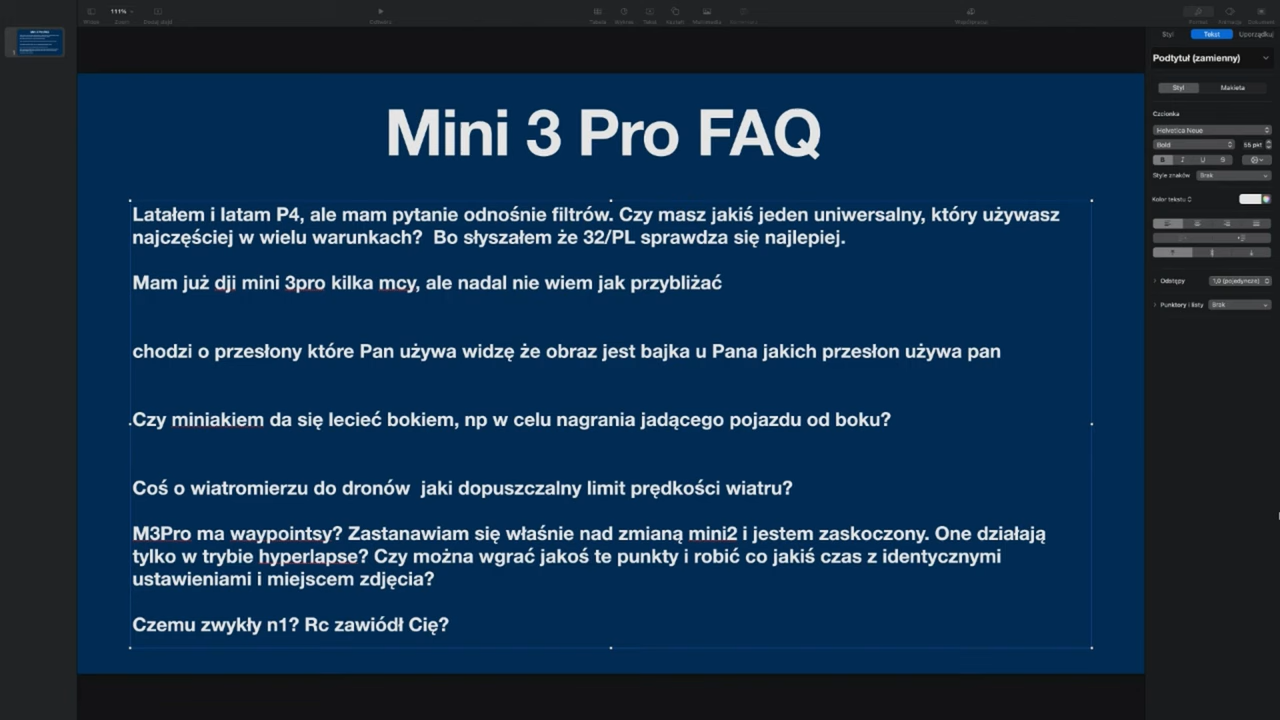 111%
Mini 3 Pro FAQ
Latałem i latam P4, ale mam pytanie odnośnie filtrów. Czy masz jakiś jeden uniwersalny, który używasz
najczęściej w wielu warunkach?  Bo słyszałem że 32/PL sprawdza się najlepiej.
Mam już dji mini 3pro kilka mcy, ale nadal nie wiem jak przybliżać
chodzi o przesłony które Pan używa widzę że obraz jest bajka u Pana jakich przesłon używa pan
Czy miniakiem da się lecieć bokiem, np w celu nagrania jadącego pojazdu od boku?
Coś o wiatromierzu do dronów  jaki dopuszczalny limit prędkości wiatru?
M3Pro ma waypointsy? Zastanawiam się właśnie nad zmianą mini2 i jestem zaskoczony. One działają
tylko w trybie hyperlapse? Czy można wgrać jakoś te punkty i robić co jakiś czas z identycznymi
ustawieniami i miejscem zdjęcia?
Czemu zwykły n1? Rc zawiódł Cię?
Styl Tekst Uporządkuj
Podtytuł (zamienny)
Styl Makieta
Czcionka
Helvetica Neue
Bold 55 pkt
B I U S
Style znaków Brak
Kolor tekstu
Odstępy 1,0 (pojedyncze)
Punktory i listy Brak